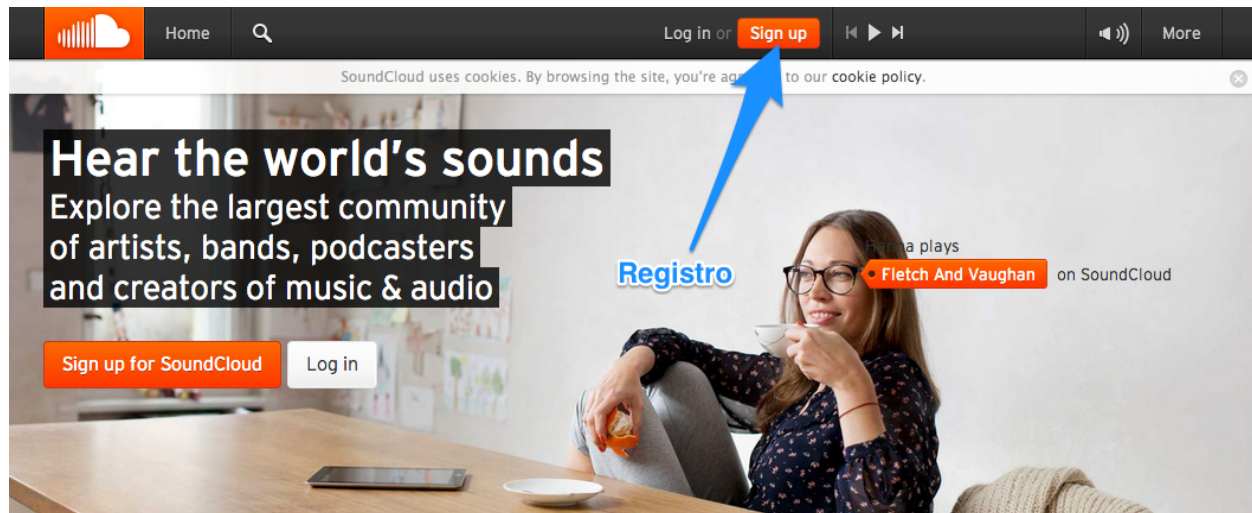 Home
Log in or Sign up
More
SoundCloud uses cookies. By browsing the site, you're to our cookie policy.
Hear the world's sounds
Explore the largest community
of artists, bands, podcasters
and creators of music & audio
plays
Registro
Fletch And Vaughan on SoundCloud
Sign up for SoundCloud
Log in